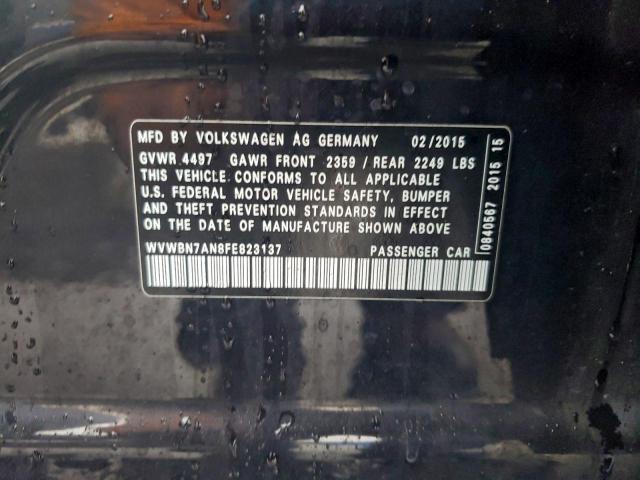 MFD BY VOLKSWAGEN AG GERMANY 02/2015
GVWR 4497 GAWR FRONT 2359 / REAR 2249 LBS
THIS VEHICLE CONFORMS TO ALL APPLICABLE
U.S. FEDERAL MOTOR VEHICLE SAFETY, BUMPER
AND THEFT PREVENTION STANDARDS IN EFFECT
ON THE DATE OF MANUFACTURE SHOWN ABOVE
WVWBN7AN8FE823137 PASSENGER CAR
0840567 2015 15